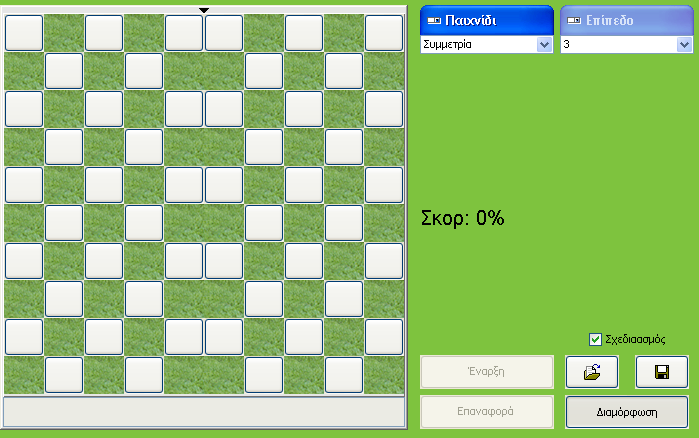 Παιχνίδι
Επίπεδο
Συμμετρία
3
Σκορ: 0%
Σχεδιασμός
Έναρξη
Επαναφορά
Διαμόρφωση